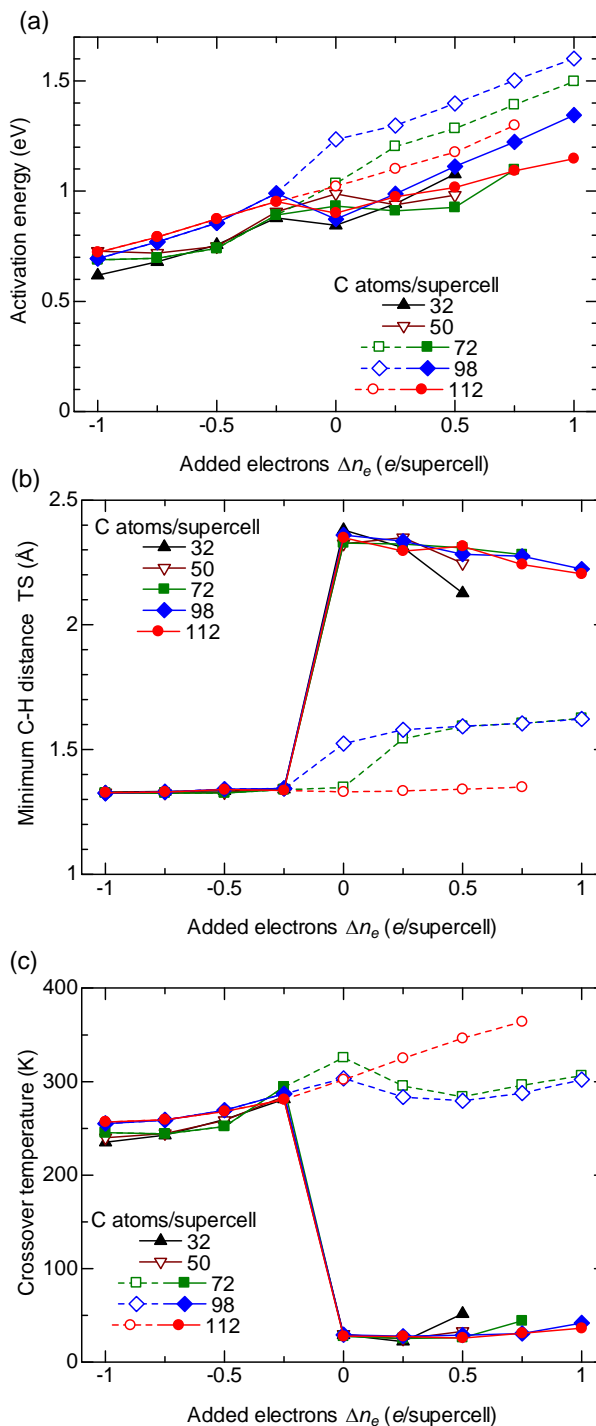 (a)
Activation energy (eV)
1.5
1
0.5
0
C atoms/supercell
32
50
72
98
112
-1 -0.5 0 0.5 1
Added electrons Δnₑ (e/supercell)
(b)
Minimum C-H distance TS (Å)
2.5
2
1.5
1
C atoms/supercell
32
50
72
98
112
-1 -0.5 0 0.5 1
Added electrons Δnₑ (e/supercell)
(c)
Crossover temperature (K)
400
300
200
100
0
C atoms/supercell
32
50
72
98
112
-1 -0.5 0 0.5 1
Added electrons Δnₑ (e/supercell)